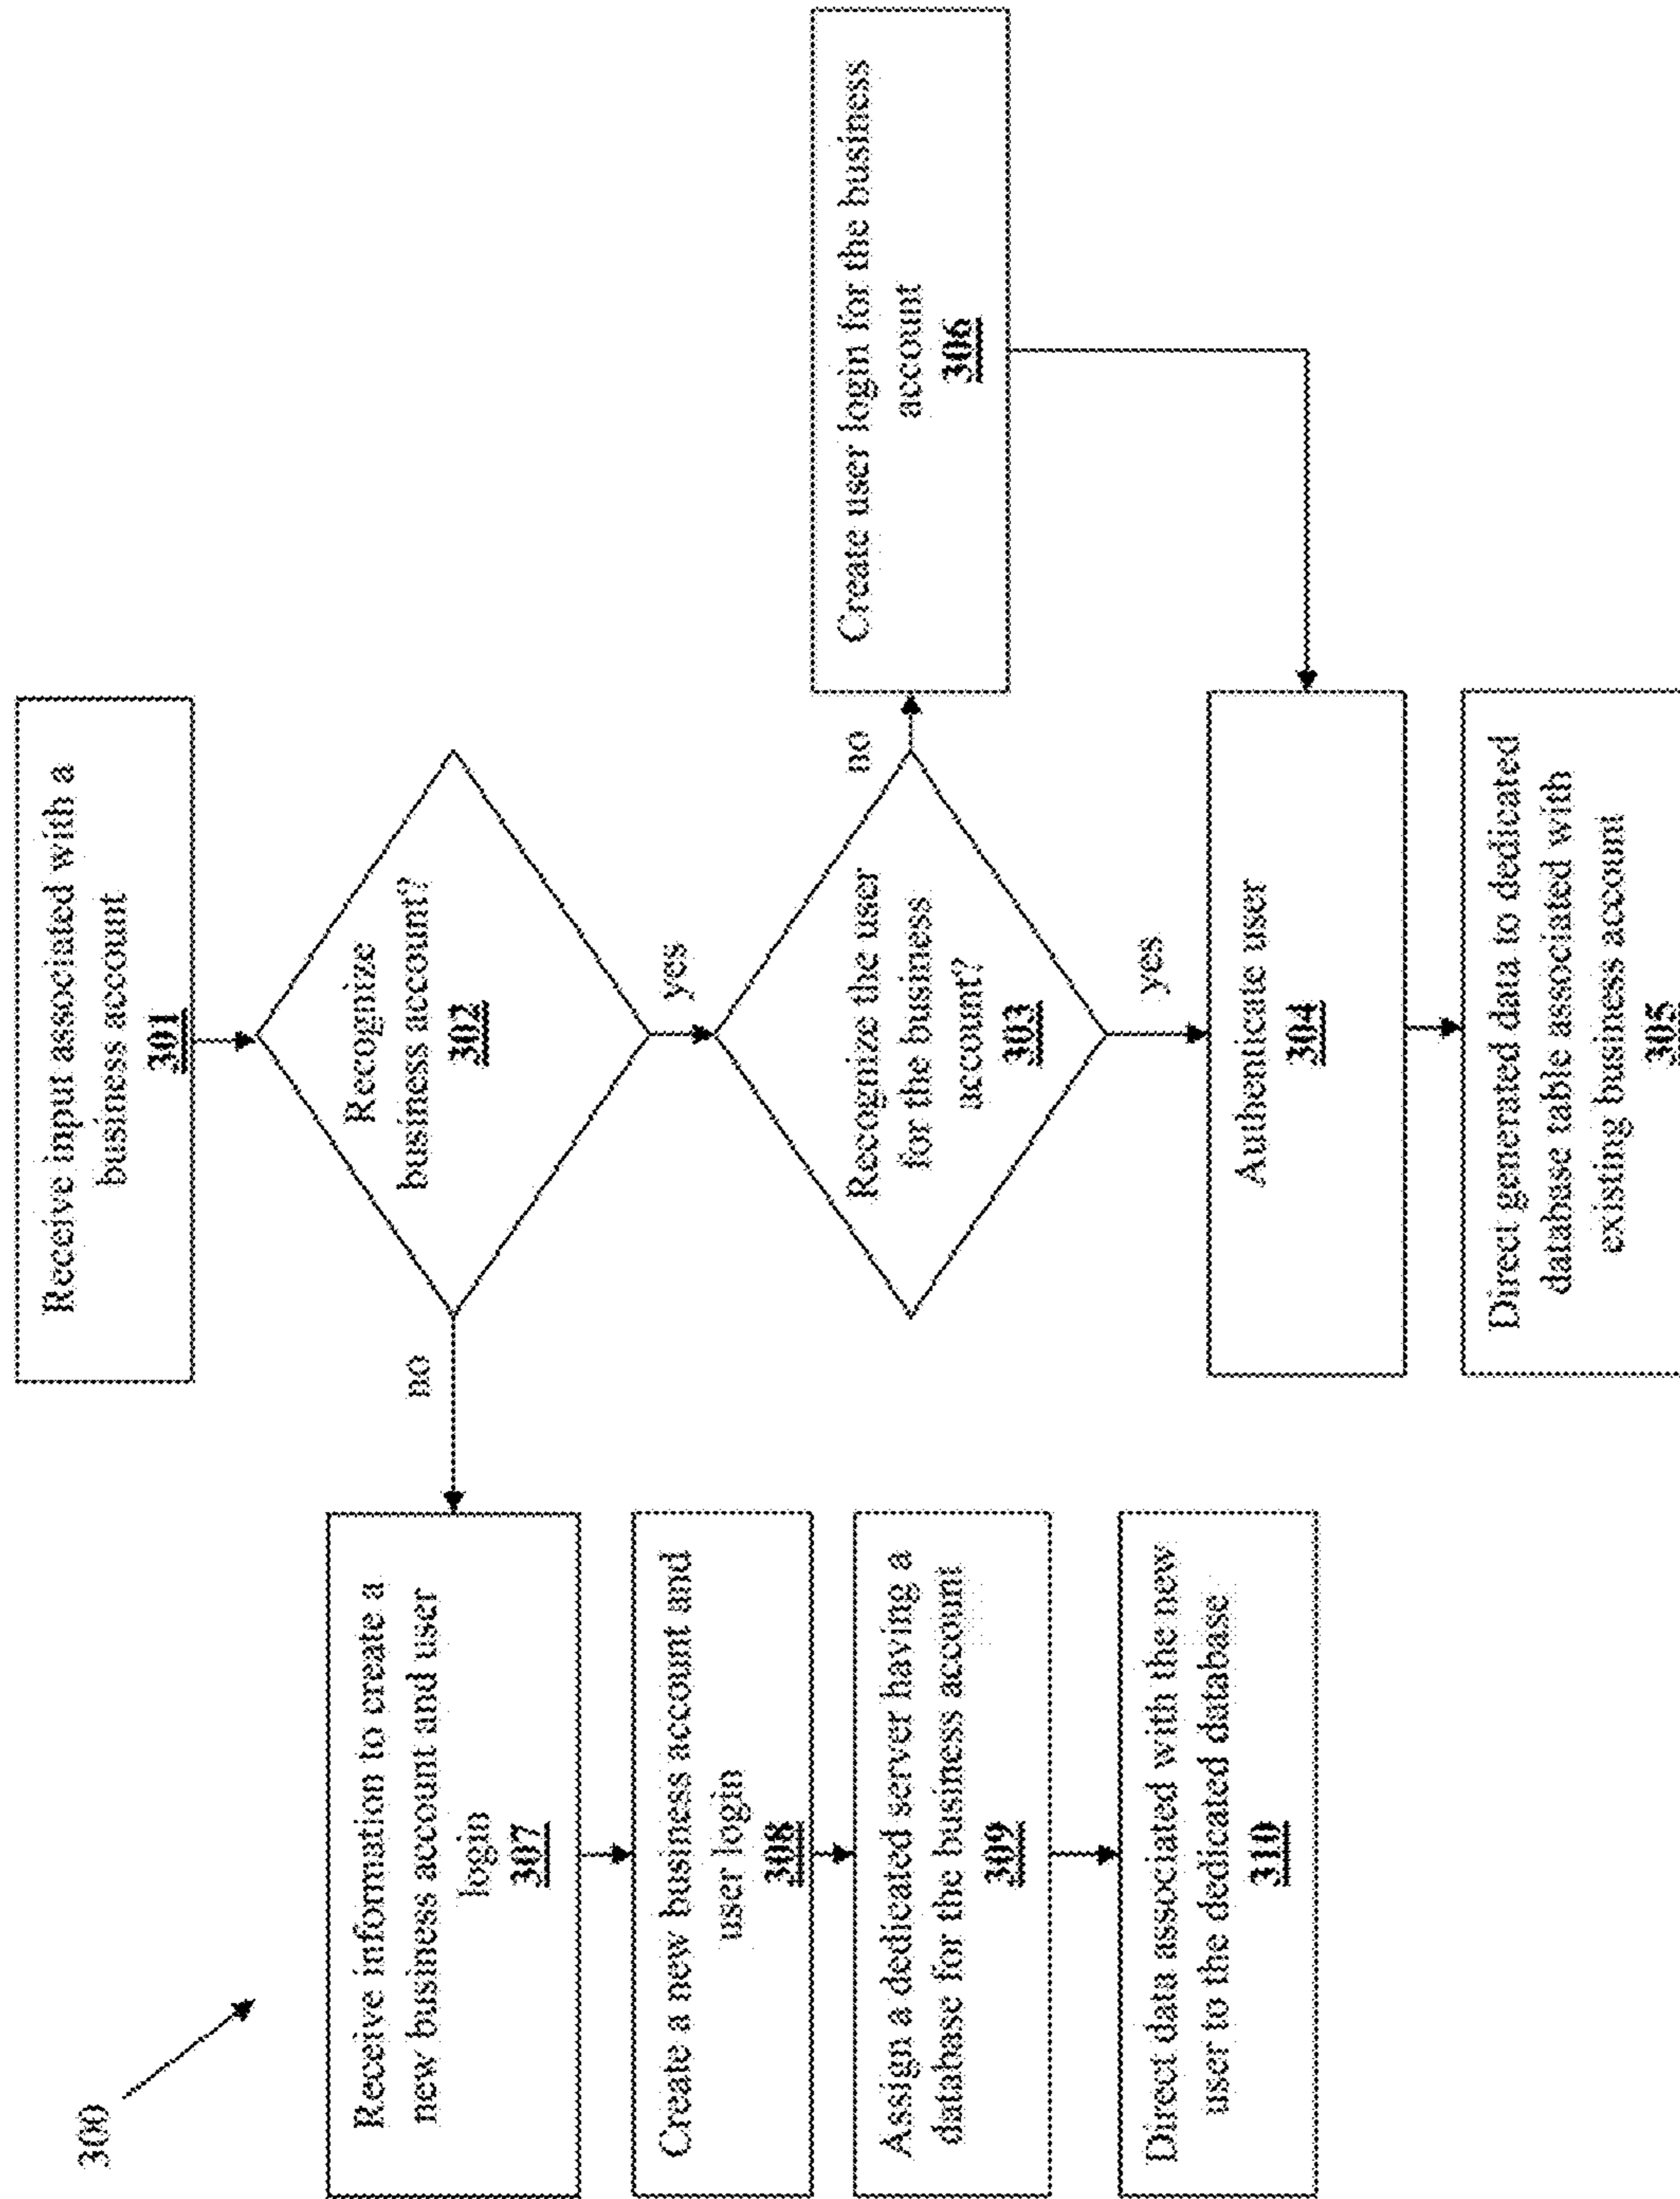 300
Receive input associated with a
business account
301
Recognize
business account?
302
no
yes
Receive information to create a
new business account and user
login
307
Create a new business account and
user login
308
Assign a dedicated server having a
database for the business account
309
Direct data associated with the new
user to the dedicated database
310
Recognize the user
for the business
account?
303
no
yes
Create user login for the business
account
306
Authenticate user
304
Direct generated data to dedicated
database table associated with
existing business account
305